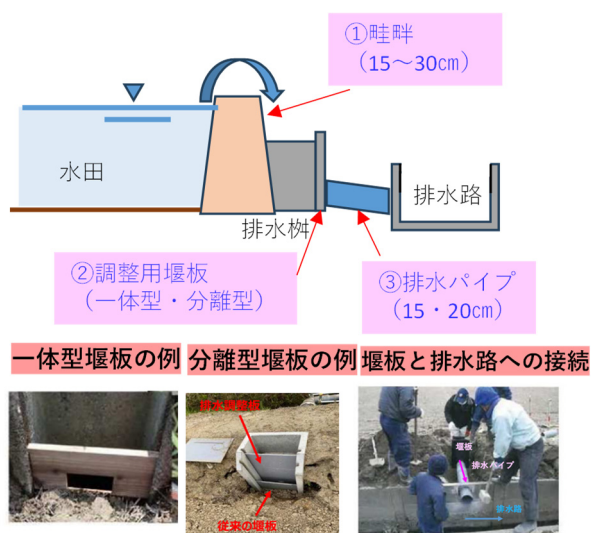 ①畦畔
（15～30㎝）
水田
排水路
排水桝
②調整用堰板
（一体型・分離型）
③排水パイプ
（15・20㎝）
一体型堰板の例
分離型堰板の例
堰板と排水路への接続
排水調整板
従来の堰板
堰板
排水パイプ
排水路